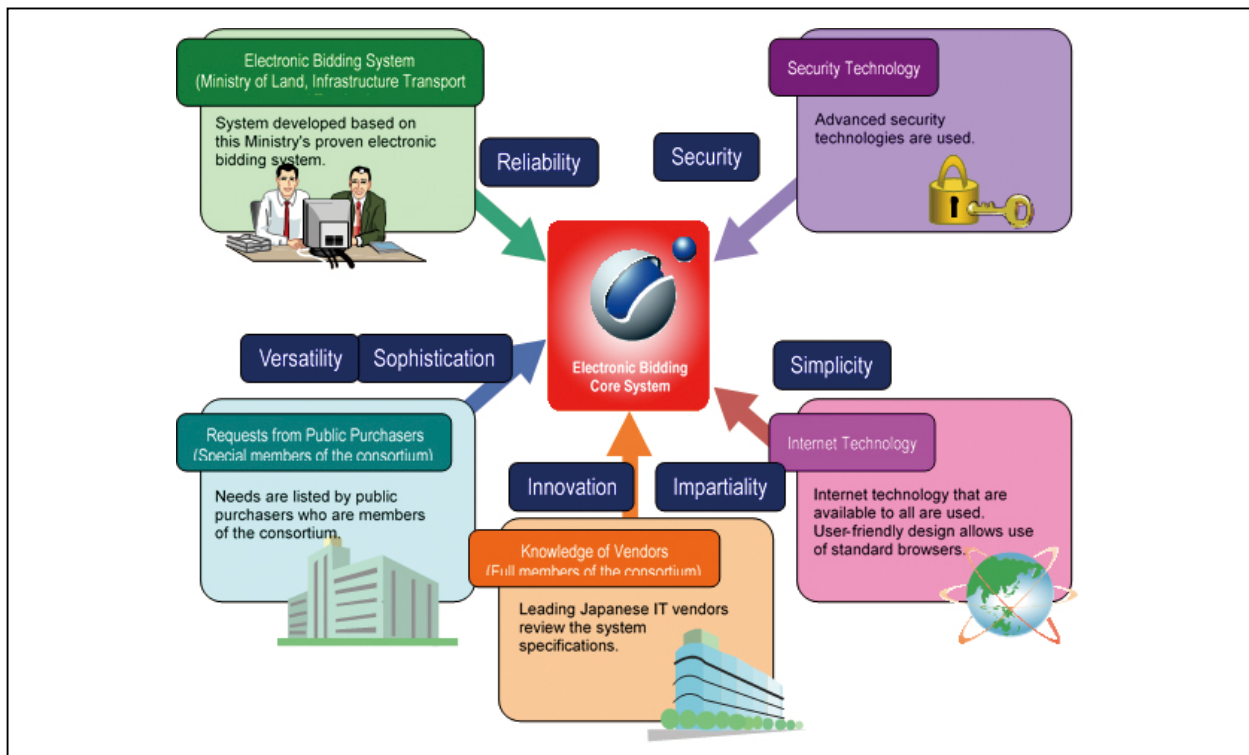 Electronic Bidding System
(Ministry of Land, Infrastructure Transport
System developed based on
this Ministry's proven electronic
bidding system.
Reliability
Security
Security Technology
Advanced security
technologies are used.
Electronic Bidding
Core System
Versatility
Sophistication
Requests from Public Purchasers
(Special members of the consortium)
Needs are listed by public
purchasers who are members
of the consortium.
Innovation
Impartiality
Knowledge of Vendors
(Full members of the consortium)
Leading Japanese IT vendors
review the system
specifications.
Simplicity
Internet Technology
Internet technology that are
available to all are used.
User-friendly design allows use
of standard browsers.